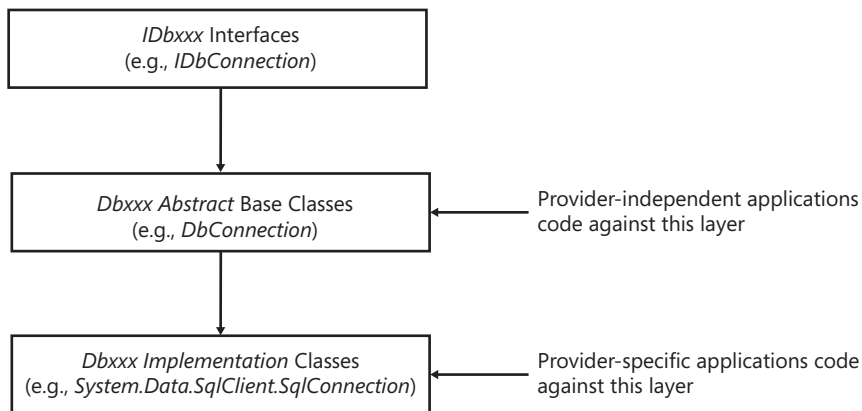 IDbxxx Interfaces
(e.g., IDbConnection)
Dbxxx Abstract Base Classes
(e.g., DbConnection)
Provider-independent applications
code against this layer
Dbxxx Implementation Classes
(e.g., System.Data.SqlClient.SqlConnection)
Provider-specific applications code
against this layer